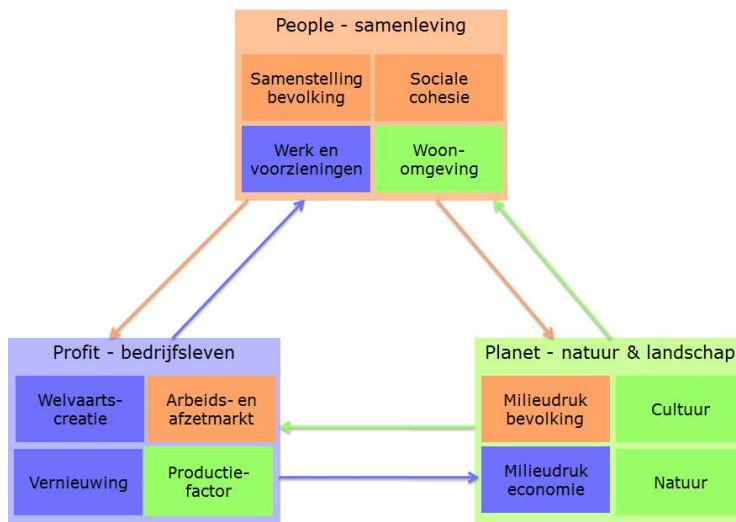 People - samenleving
Samenstelling
bevolking
Sociale
cohesie
Werk en
voorzieningen
Woon-
omgeving
Profit - bedrijfsleven
Welvaarts-
creatie
Arbeids- en
afzetmarkt
Vernieuwing
Productie-
factor
Planet - natuur & landschap
Milieudruk
bevolking
Cultuur
Milieudruk
economie
Natuur